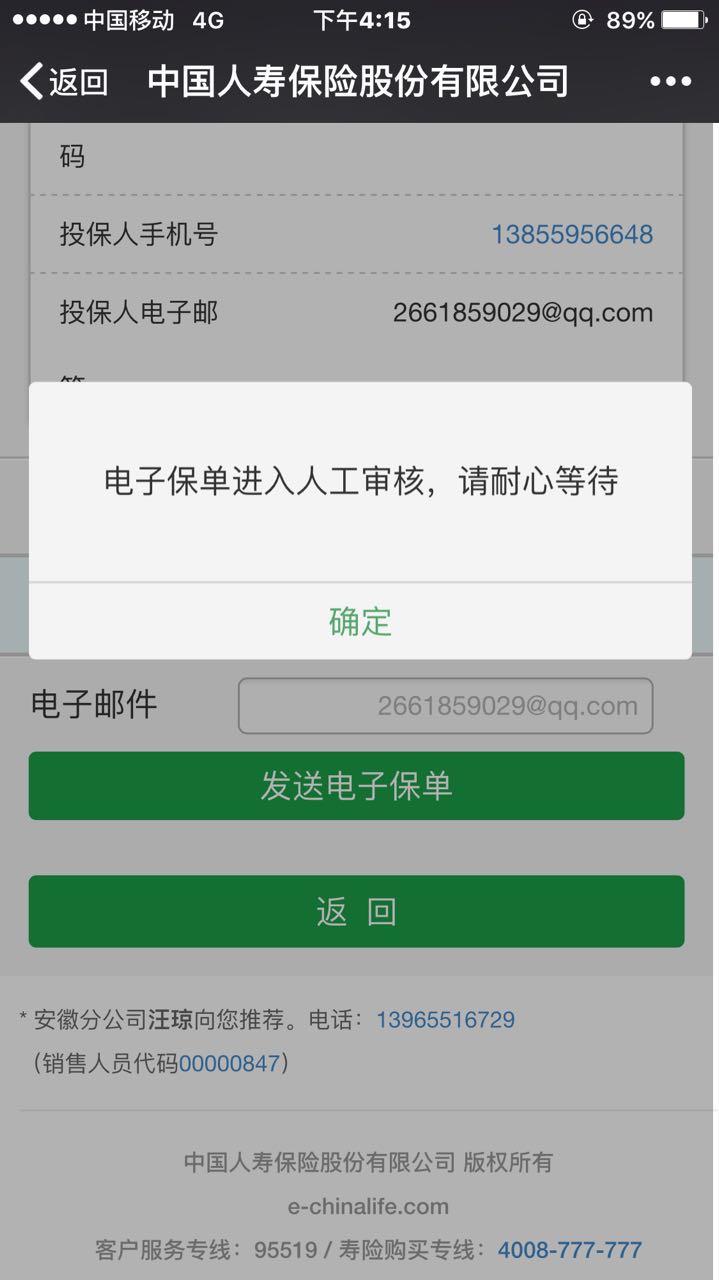 中国移动 4G 下午4:15 89%
返回 中国人寿保险股份有限公司
码
投保人手机号 13855956648
投保人电子邮 2661859029@qq.com
电子保单进入人工审核，请耐心等待
确定
电子邮件 2661859029@qq.com
发送电子保单
返 回
* 安徽分公司汪琼向您推荐。电话：13965516729
（销售人员代码00000847）
中国人寿保险股份有限公司 版权所有
e-chinalife.com
客户服务专线：95519 / 寿险购买专线：4008-777-777